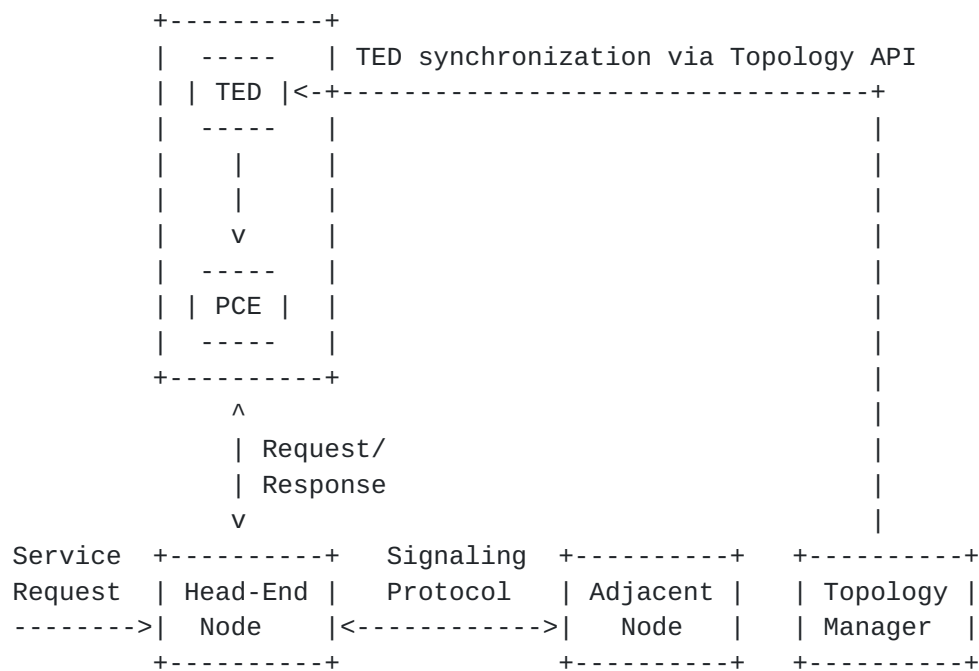 TED synchronization via Topology API
TED
PCE
Request/
Response
Service Signaling
Request Head-End Protocol Adjacent Topology
Node Node Manager